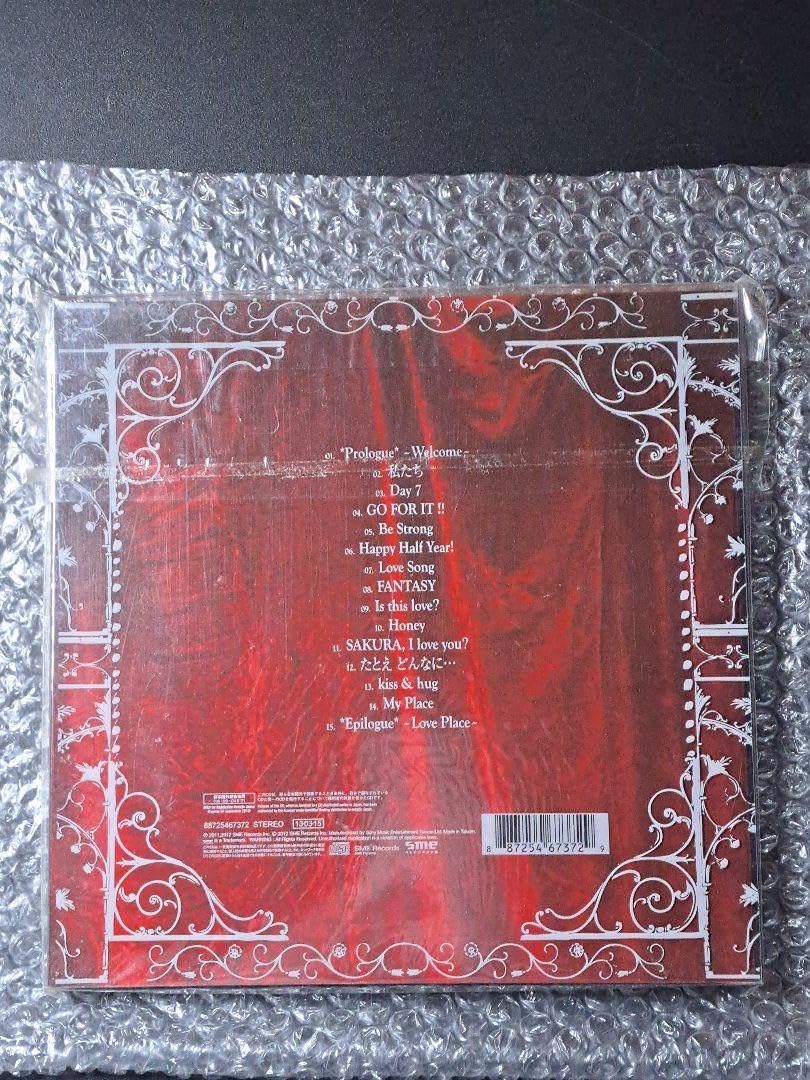 01. *Prologue* ~Welcome~
02. 私たち
03. Day 7
04. GO FOR IT !!
05. Be Strong
06. Happy Half Year!
07. Love Song
08. FANTASY
09. Is this love?
10. Honey
11. SAKURA, I love you?
12. たとえ どんなに…
13. kiss & hug
14. My Place
15. *Epilogue* ~Love Place~
88725467372 STEREO 130315
SME Records sme
8 87254 67372 9